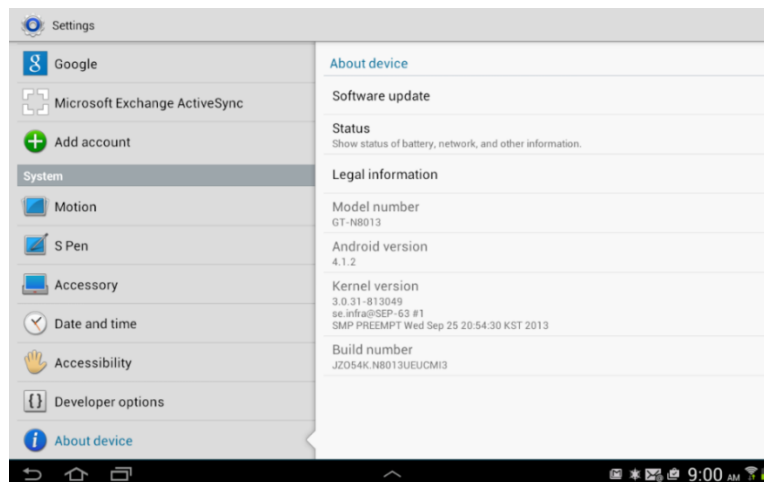 Settings
Google
Microsoft Exchange ActiveSync
Add account
System
Motion
S Pen
Accessory
Date and time
Accessibility
Developer options
About device
About device
Software update
Status
Show status of battery, network, and other information.
Legal information
Model number
GT-N8013
Android version
4.1.2
Kernel version
3.0.31-813049
se.infra@SEP-63 #1
SMP PREEMPT Wed Sep 25 20:54:30 KST 2013
Build number
JZO54K.N8013UEUCMI3
9:00 AM